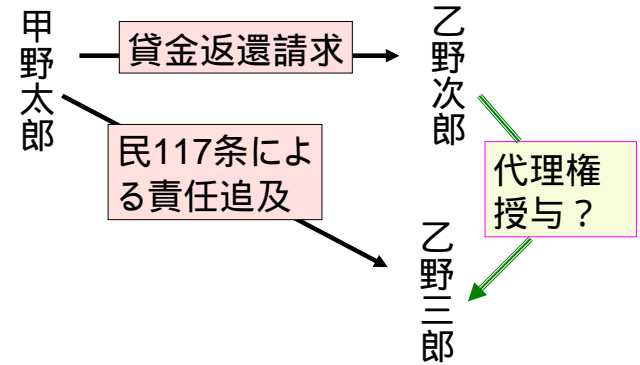 甲野太郎
貸金返還請求
乙野次郎
民117条によ
る責任追及
代理権
授与？
乙野三郎